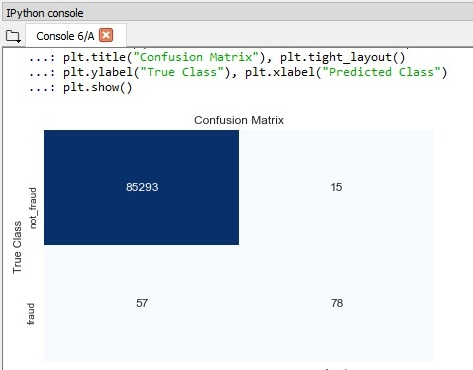 IPython console
Console 6/A
...: plt.title("Confusion Matrix"), plt.tight_layout()
...: plt.ylabel("True Class"), plt.xlabel("Predicted Class")
...: plt.show()
Confusion Matrix
True Class
not_fraud
85293
15
fraud
57
78